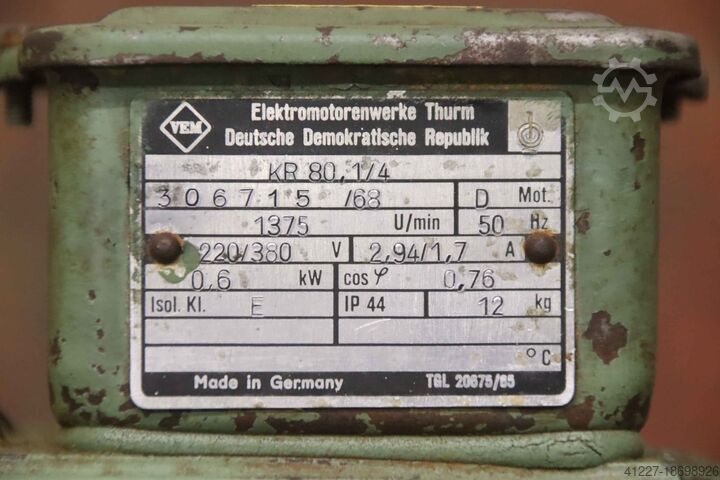 VEM
Elektromotorenwerke Thurm
Deutsche Demokratische Republik
KR 80,1/4
306715 /68 D Mot.
1375 U/min 50 Hz
220/380 V 2,94/1,7 A
0,6 kW cos φ 0,76
Isol. Kl. E IP 44 12 kg
°C
Made in Germany TGL 20675/65
41227-18698926